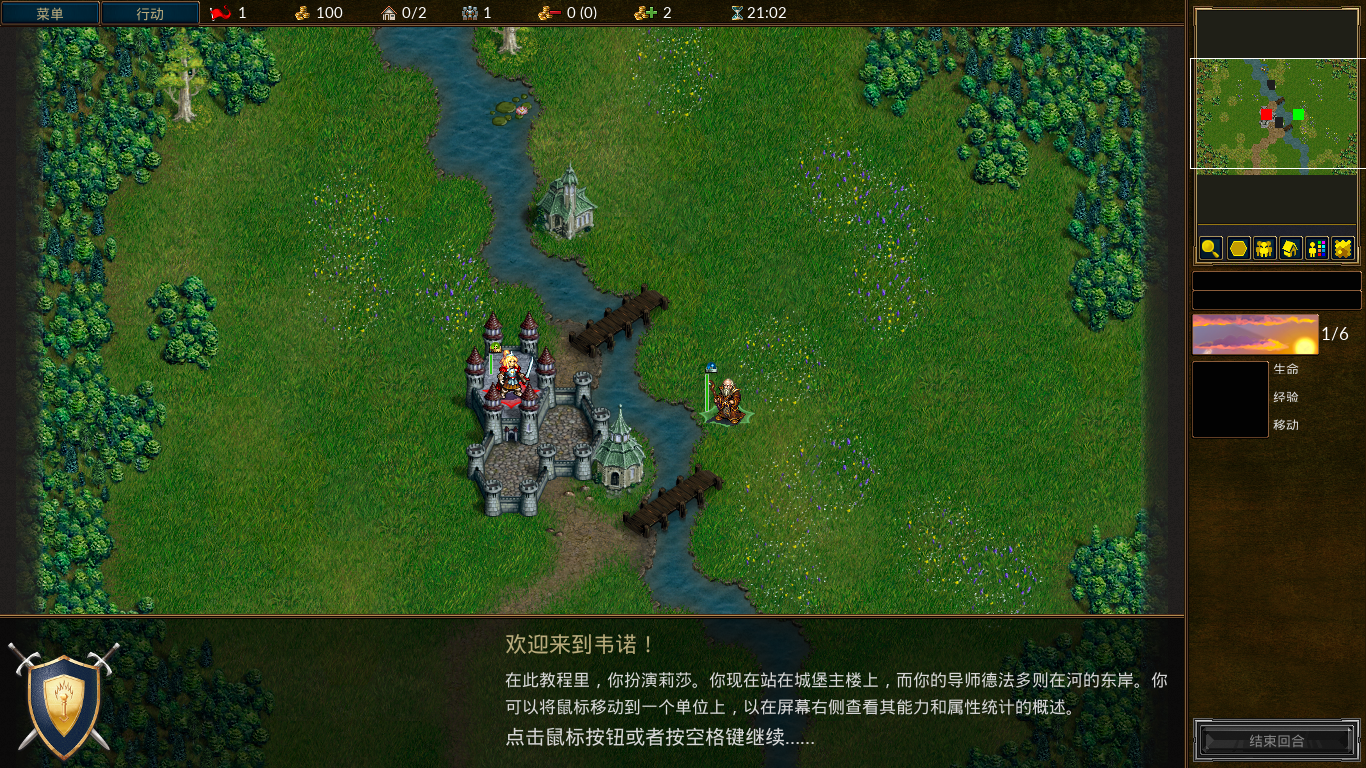 菜单 行动 1 100 0/2 1 0 (0) 2 21:02
1/6
生命
经验
移动
欢迎来到韦诺！
在此教程里，你扮演莉莎。你现在站在城堡主楼上，而你的导师德法多则在河的东岸。你
可以将鼠标移动到一个单位上，以在屏幕右侧查看其能力和属性统计的概述。
点击鼠标按钮或者按空格键继续......
结束回合